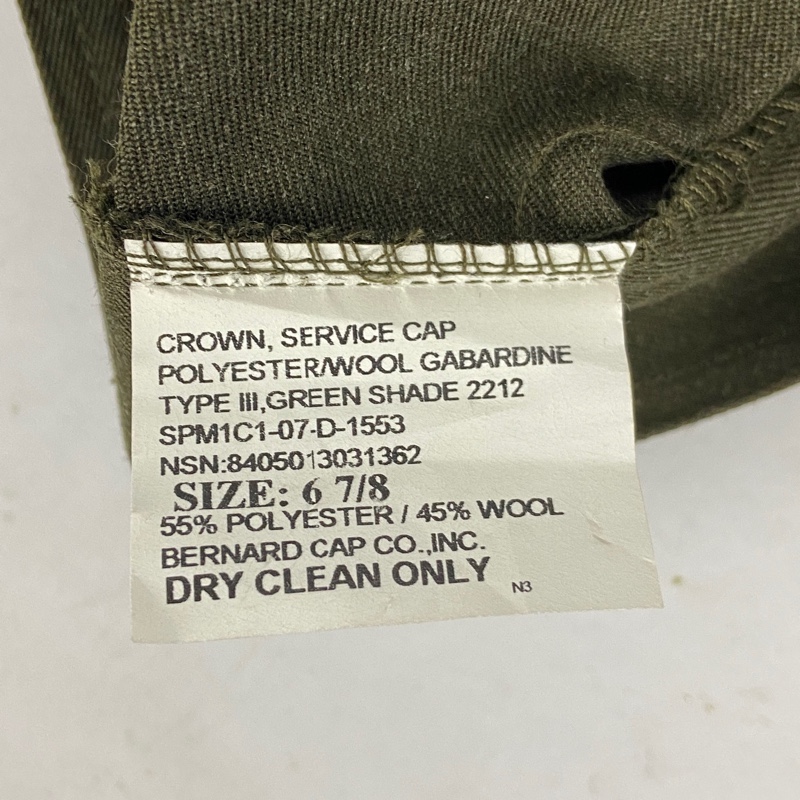 CROWN, SERVICE CAP
POLYESTER/WOOL GABARDINE
TYPE III,GREEN SHADE 2212
SPM1C1-07-D-1553
NSN:8405013031362
SIZE: 6 7/8
55% POLYESTER / 45% WOOL
BERNARD CAP CO.,INC.
DRY CLEAN ONLY
N3